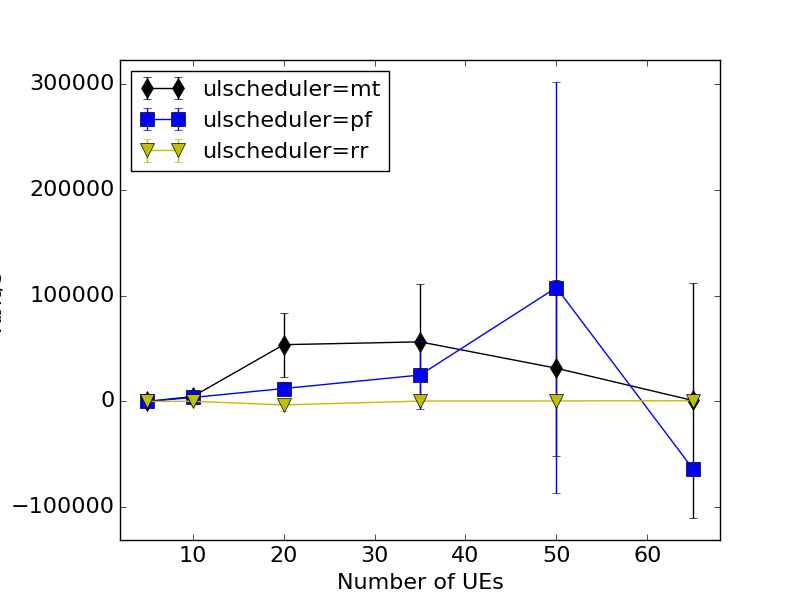 300000
200000
100000
0
−100000
ulscheduler=mt
ulscheduler=pf
ulscheduler=rr
10 20 30 40 50 60
Number of UEs